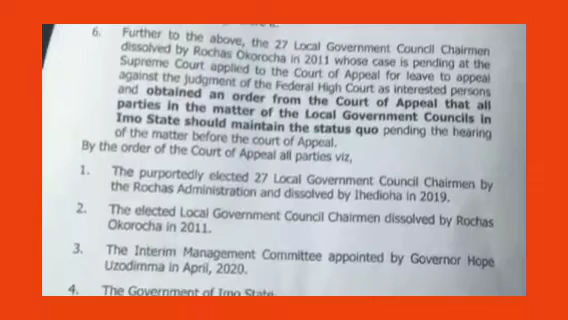 6. Further to the above, the 27 Local Government Council Chairmen
dissolved by Rochas Okorocha in 2011 whose case is pending at the
Supreme Court applied to the Court of Appeal for leave to appeal
against the judgment of the Federal High Court as interested persons
and obtained an order from the Court of Appeal that all
parties in the matter of the Local Government Councils in
Imo State should maintain the status quo pending the hearing
of the matter before the court of Appeal.
By the order of the Court of Appeal all parties viz,
1. The purportedly elected 27 Local Government Council Chairmen by
the Rochas Administration and dissolved by Ihedioha in 2019.
2. The elected Local Government Council Chairmen dissolved by Rochas
Okorocha in 2011.
3. The Interim Management Committee appointed by Governor Hope
Uzodimma in April, 2020.
4. The Government of Imo State